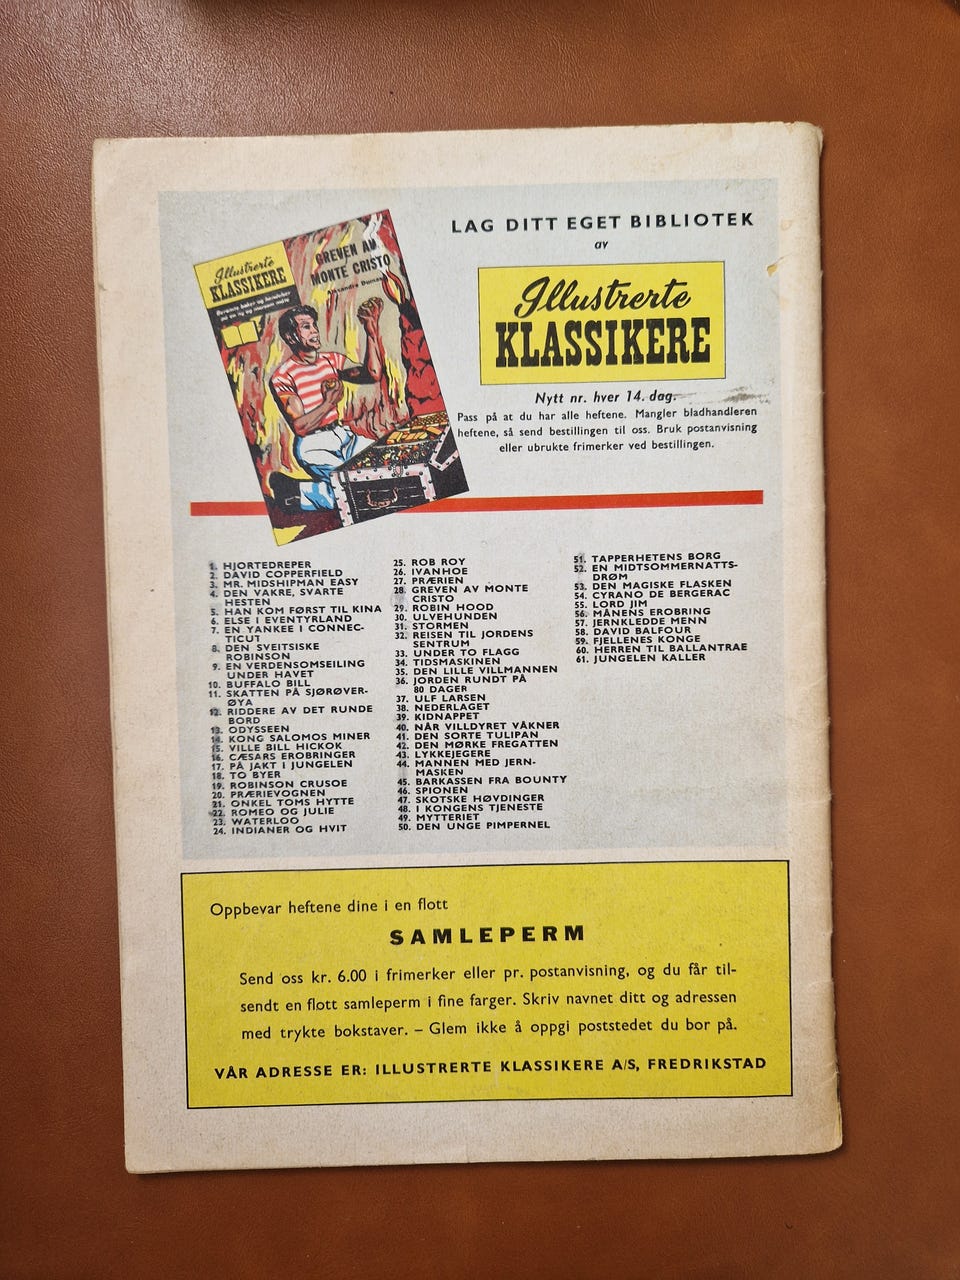 Illustrerte
KLASSIKERE
Berømte bøker og hendelser
på en ny og morsom måte
GREVEN AV
MONTE CRISTO
Alexandre Dumas
LAG DITT EGET BIBLIOTEK
av
Illustrerte
KLASSIKERE
Nytt nr. hver 14. dag.
Pass på at du har alle heftene. Mangler bladhandleren
heftene, så send bestillingen til oss. Bruk postanvisning
eller ubrukte frimerker ved bestillingen.
1. HJORTEDREPER
2. DAVID COPPERFIELD
3. MR. MIDSHIPMAN EASY
4. DEN VAKRE, SVARTE
HESTEN
5. HAN KOM FØRST TIL KINA
6. ELSE I EVENTYRLAND
7. EN YANKEE I CONNEC-
TICUT
8. DEN SVEITSISKE
ROBINSON
9. EN VERDENSOMSEILING
UNDER HAVET
10. BUFFALO BILL
11. SKATTEN PÅ SJØRØVER-
ØYA
12. RIDDERE AV DET RUNDE
BORD
13. ODYSSEEN
14. KONG SALOMOS MINER
15. VILLE BILL HICKOK
16. CÆSARS EROBRINGER
17. PÅ JAKT I JUNGELEN
18. TO BYER
19. ROBINSON CRUSOE
20. PRÆRIEVOGNEN
21. ONKEL TOMS HYTTE
22. ROMEO OG JULIE
23. WATERLOO
24. INDIANER OG HVIT
25. ROB ROY
26. IVANHOE
27. PRÆRIEN
28. GREVEN AV MONTE
CRISTO
29. ROBIN HOOD
30. ULVEHUNDEN
31. STORMEN
32. REISEN TIL JORDENS
SENTRUM
33. UNDER TO FLAGG
34. TIDSMASKINEN
35. DEN LILLE VILLMANNEN
36. JORDEN RUNDT PÅ
80 DAGER
37. ULF LARSEN
38. NEDERLAGET
39. KIDNAPPET
40. NÅR VILLDYRET VÅKNER
41. DEN SORTE TULIPAN
42. DEN MØRKE FREGATTEN
43. LYKKEJEGERE
44. MANNEN MED JERN-
MASKEN
45. BARKASSEN FRA BOUNTY
46. SPIONEN
47. SKOTSKE HØVDINGER
48. I KONGENS TJENESTE
49. MYTTERIET
50. DEN UNGE PIMPERNEL
51. TAPPERHETENS BORG
52. EN MIDTSOMMERNATTS-
DRØM
53. DEN MAGISKE FLASKEN
54. CYRANO DE BERGERAC
55. LORD JIM
56. MÅNENS EROBRING
57. JERNKLEDDE MENN
58. DAVID BALFOUR
59. FJELLENES KONGE
60. HERREN TIL BALLANTRAE
61. JUNGELEN KALLER
Oppbevar heftene dine i en flott
SAMLEPERM
Send oss kr. 6.00 i frimerker eller pr. postanvisning, og du får til-
sendt en flott samleperm i fine farger. Skriv navnet ditt og adressen
med trykte bokstaver. – Glem ikke å oppgi poststedet du bor på.
VÅR ADRESSE ER: ILLUSTRERTE KLASSIKERE A/S, FREDRIKSTAD